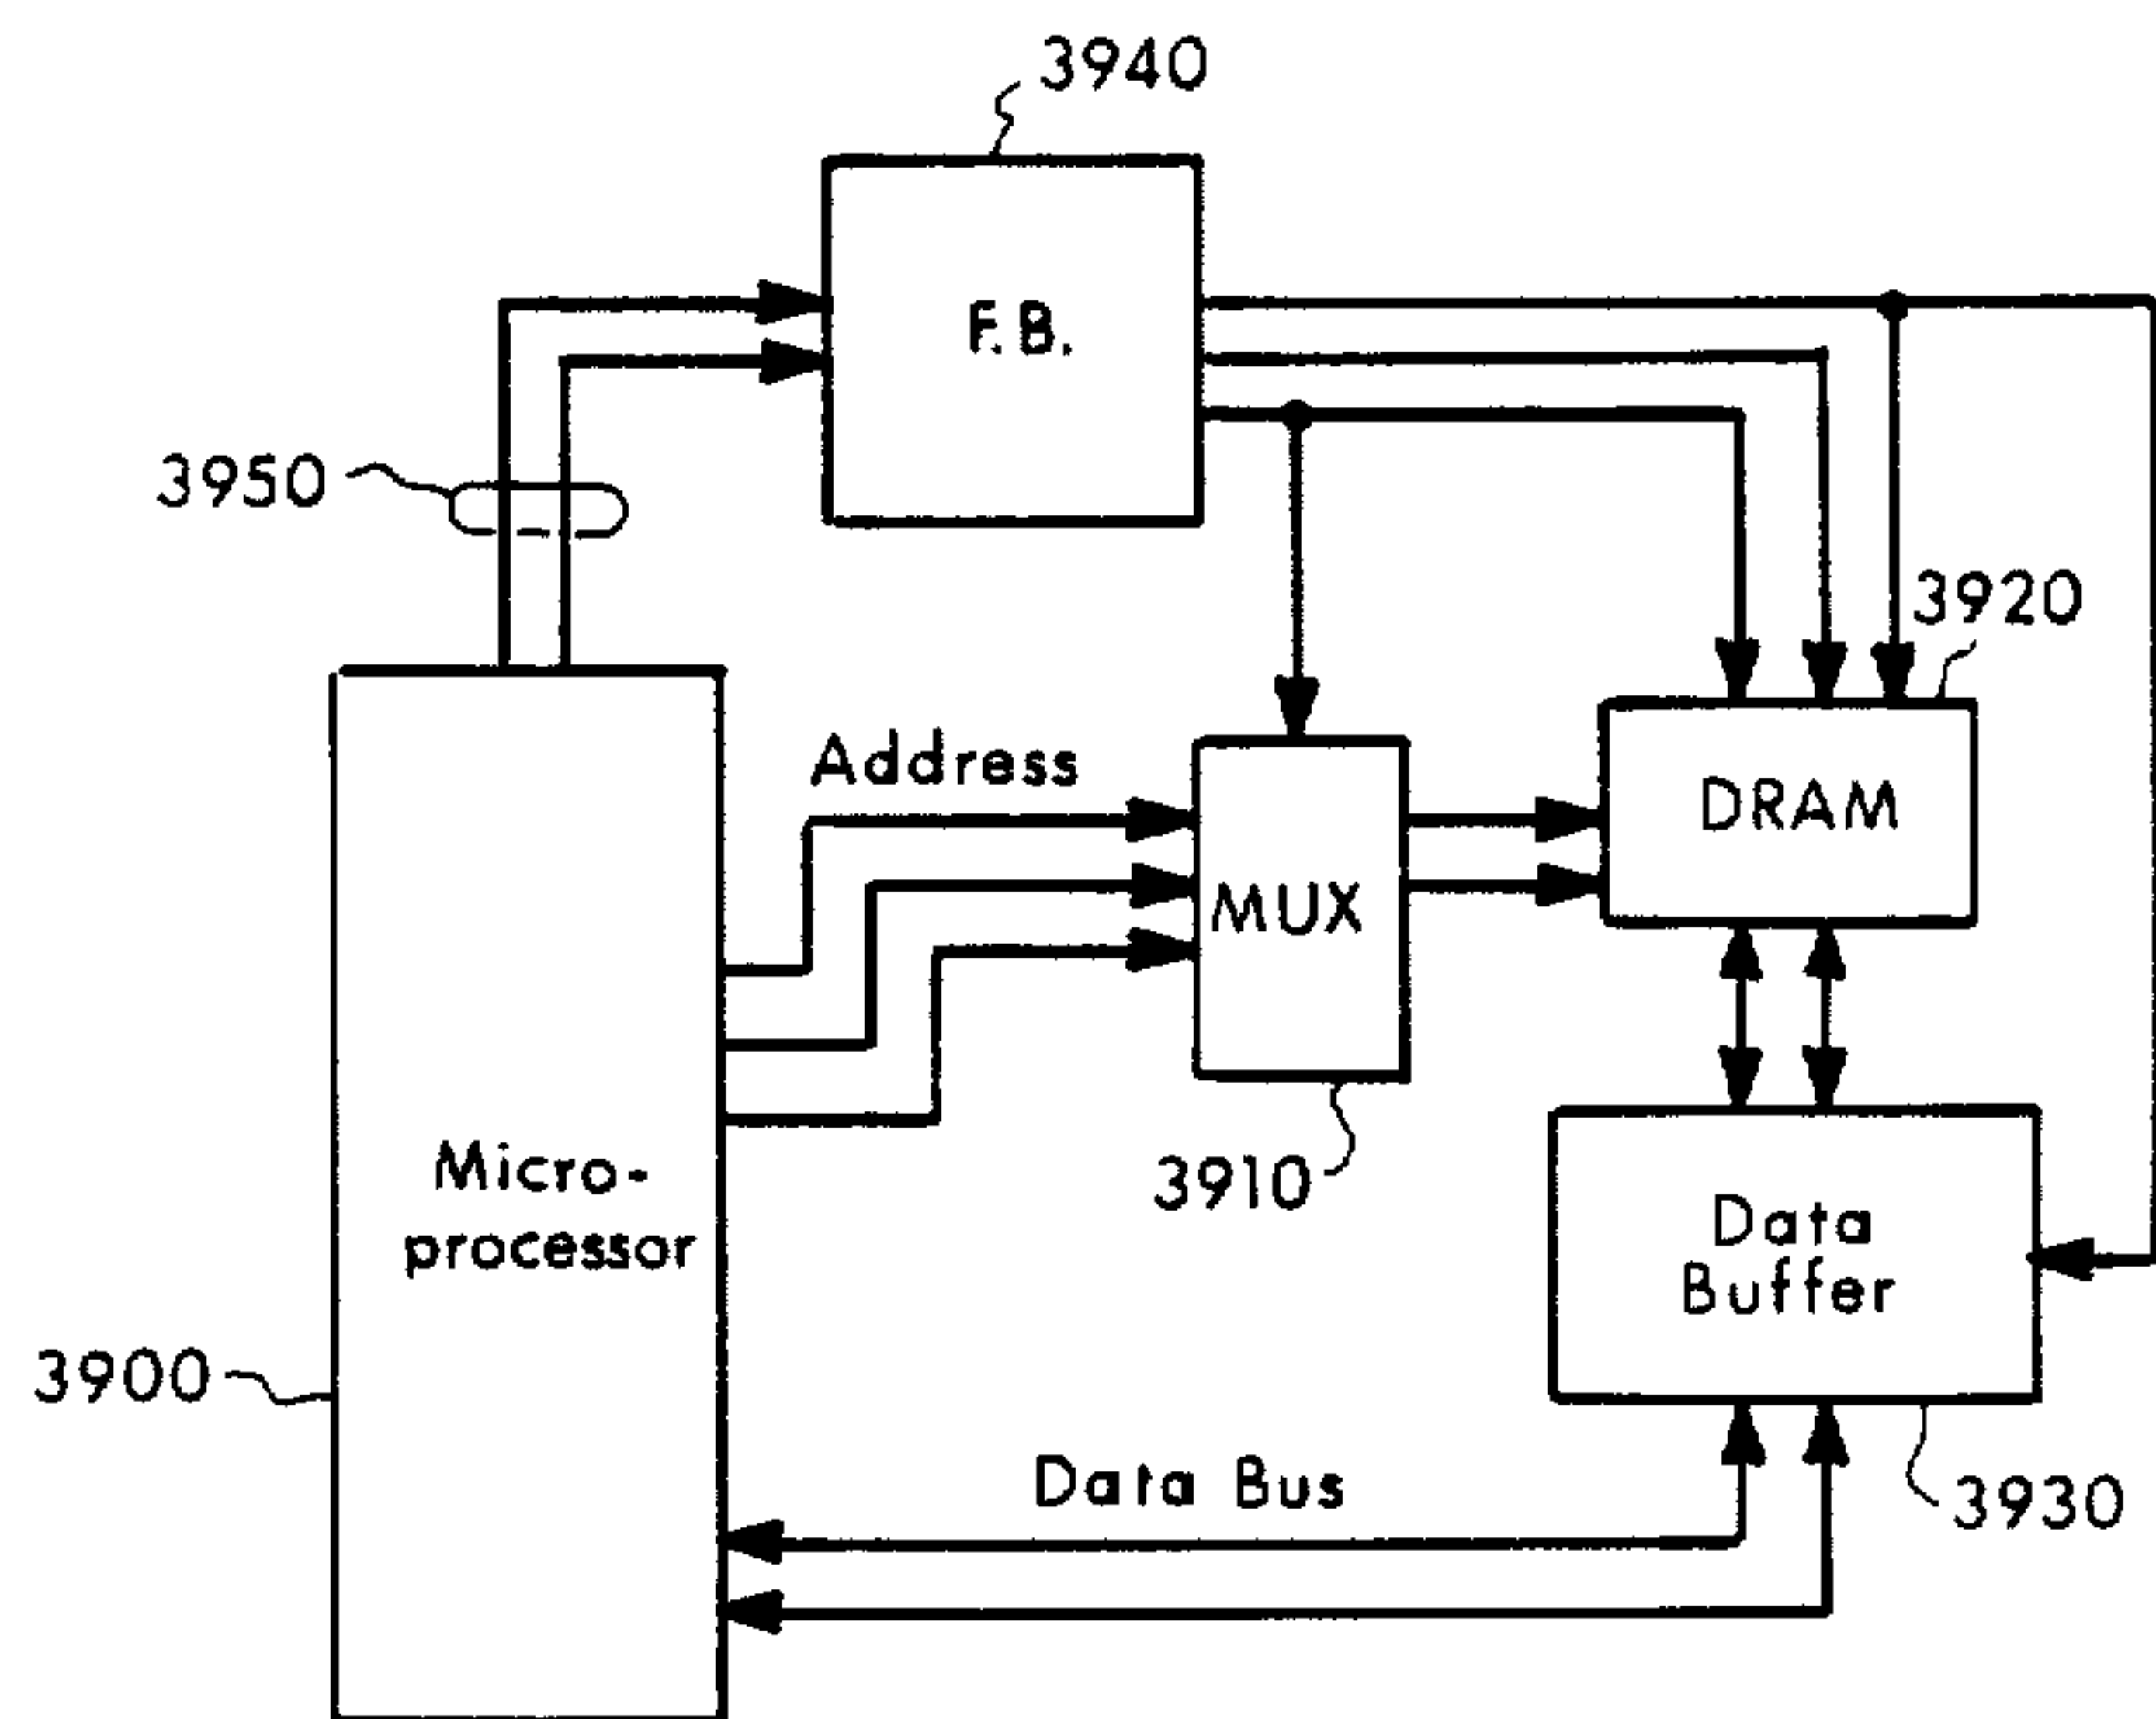 3940
F.B.
3950
3920
Address
DRAM
MUX
Micro-
processor
3910
Data
Buffer
3900
Data Bus
3930